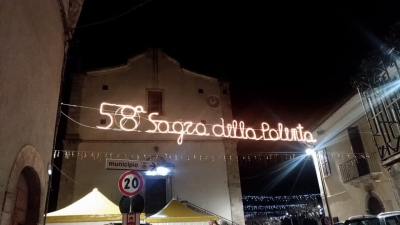 58ª Sagra della Polenta
municipio
20